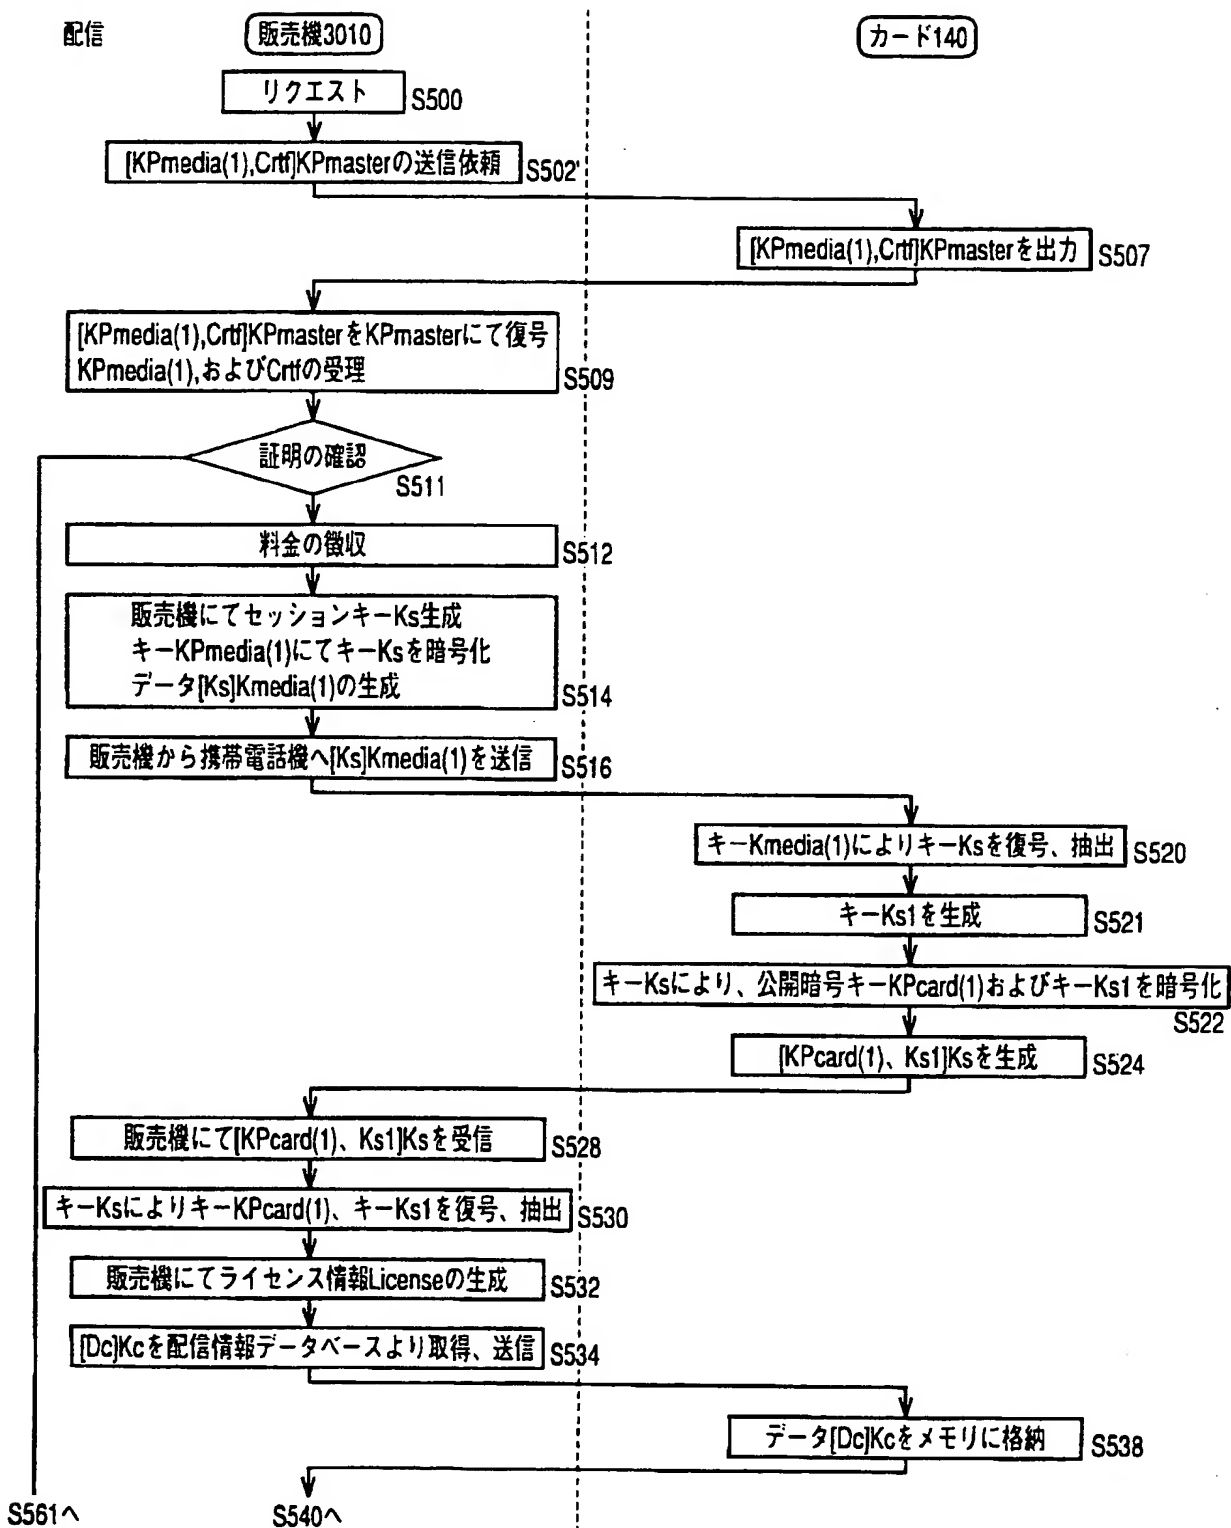 配信
販売機3010
カード140
リクエスト
S500
[KPmedia(1),Crtf]KPmasterの送信依頼
S502'
[KPmedia(1),Crtf]KPmasterを出力
S507
[KPmedia(1),Crtf]KPmasterをKPmasterにて復号
KPmedia(1),およびCrtfの受理
S509
証明の確認
S511
料金の徴収
S512
販売機にてセッションキーKs生成
キーKPmedia(1)にてキーKsを暗号化
データ[Ks]Kmedia(1)の生成
S514
販売機から携帯電話機へ[Ks]Kmedia(1)を送信
S516
キーKmedia(1)によりキーKsを復号、抽出
S520
キーKs1を生成
S521
キーKsにより、公開暗号キーKPcard(1)およびキーKs1を暗号化
S522
[KPcard(1)、Ks1]Ksを生成
S524
販売機にて[KPcard(1)、Ks1]Ksを受信
S528
キーKsによりキーKPcard(1)、キーKs1を復号、抽出
S530
販売機にてライセンス情報Licenseの生成
S532
[Dc]Kcを配信情報データベースより取得、送信
S534
データ[Dc]Kcをメモリに格納
S538
S561へ
S540へ